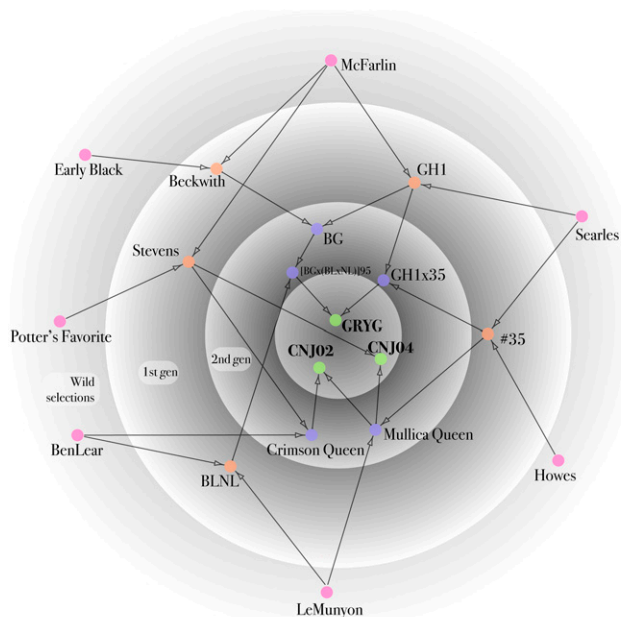 McFarlin
Early Black
Beckwith
GH1
Searles
BG
Stevens
[BGx(BLxNL)]95
GH1x35
GRYG
Potter's Favorite
#35
CNJ02
CNJ04
2nd gen
1st gen
Wild
selections
BenLear
Crimson Queen
Mullica Queen
BLNL
Howes
LeMunyon